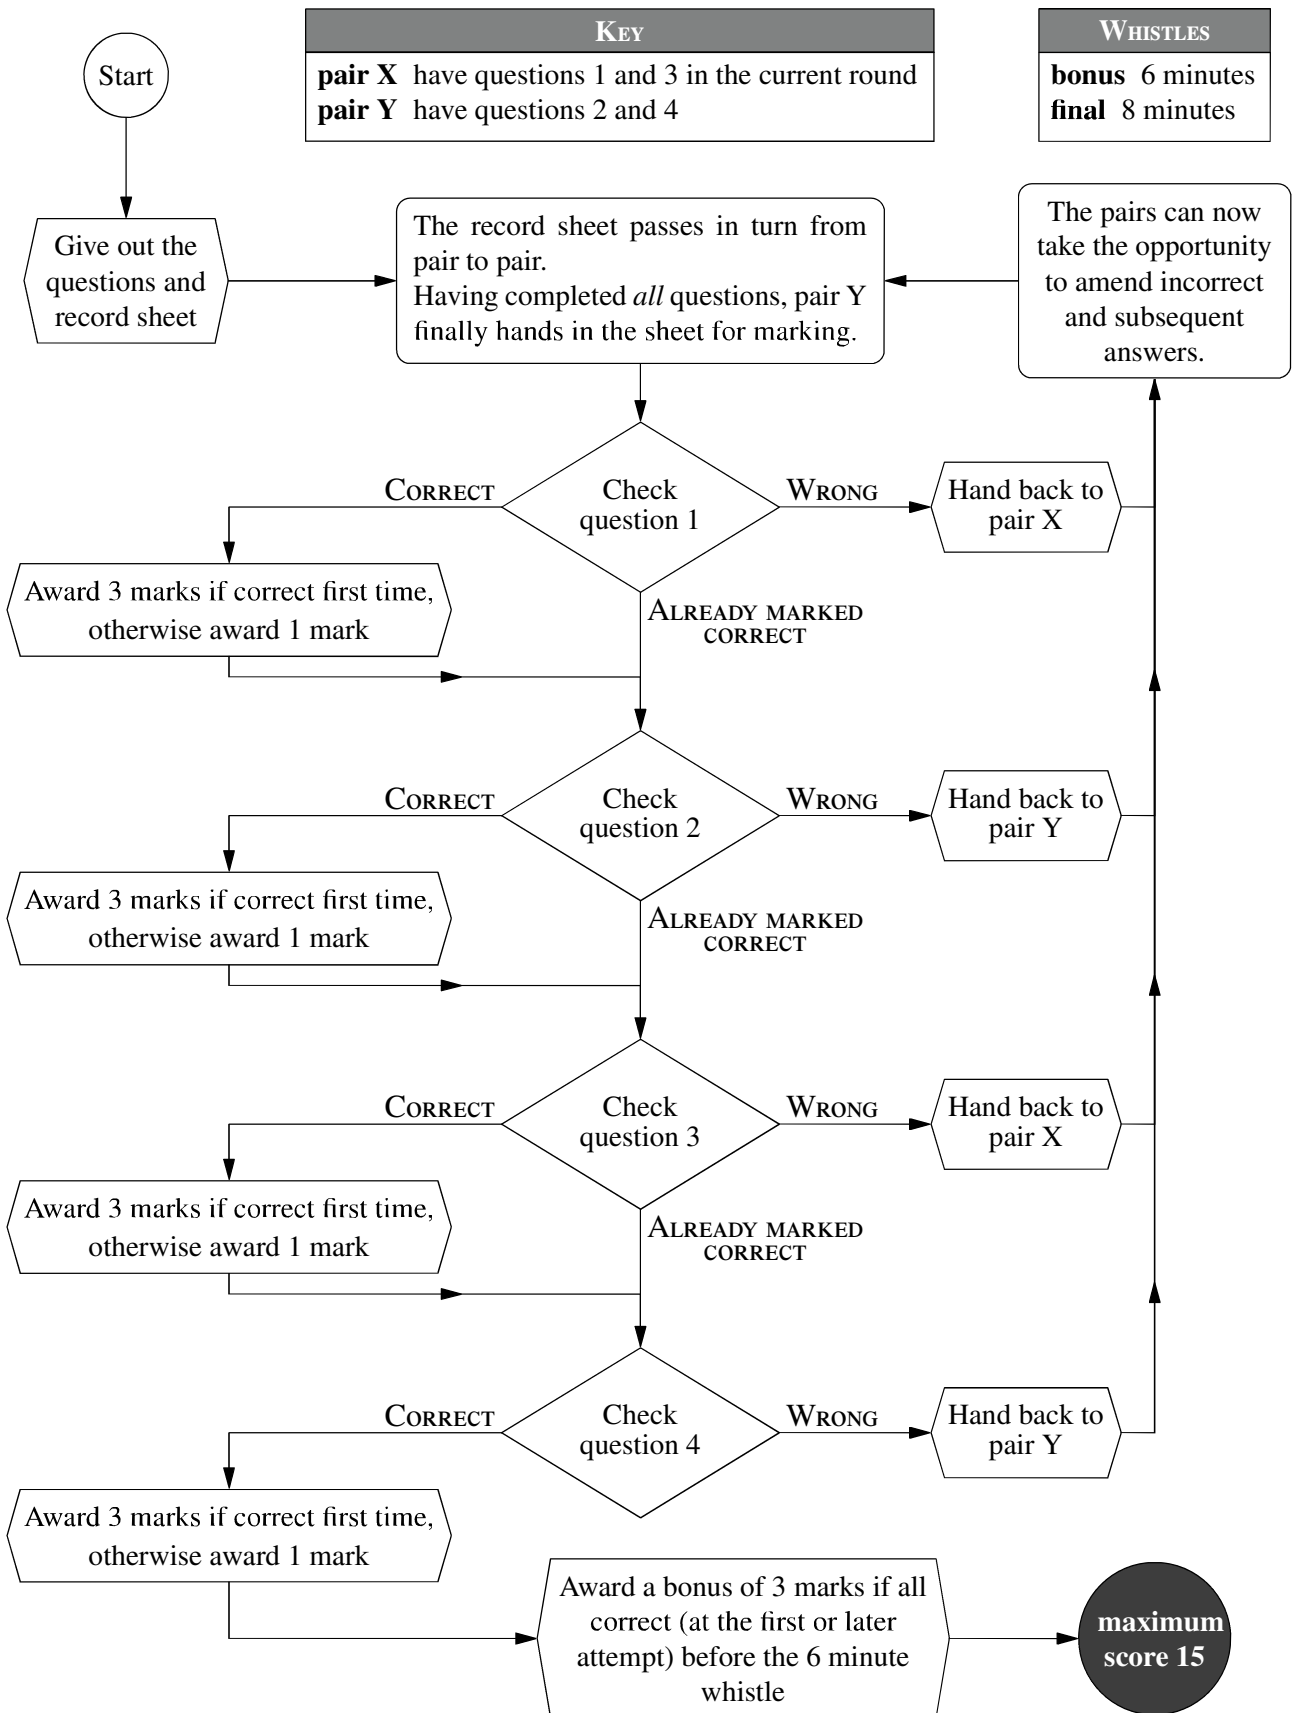 Start
KEY
pair X have questions 1 and 3 in the current round
pair Y have questions 2 and 4
WHISTLES
bonus 6 minutes
final 8 minutes
Give out the
questions and
record sheet
The record sheet passes in turn from
pair to pair.
Having completed all questions, pair Y
finally hands in the sheet for marking.
The pairs can now
take the opportunity
to amend incorrect
and subsequent
answers.
CORRECT
Check
question 1
WRONG
Hand back to
pair X
Award 3 marks if correct first time,
otherwise award 1 mark
ALREADY MARKED
CORRECT
CORRECT
Check
question 2
WRONG
Hand back to
pair Y
Award 3 marks if correct first time,
otherwise award 1 mark
ALREADY MARKED
CORRECT
CORRECT
Check
question 3
WRONG
Hand back to
pair X
Award 3 marks if correct first time,
otherwise award 1 mark
ALREADY MARKED
CORRECT
CORRECT
Check
question 4
WRONG
Hand back to
pair Y
Award 3 marks if correct first time,
otherwise award 1 mark
Award a bonus of 3 marks if all
correct (at the first or later
attempt) before the 6 minute
whistle
maximum
score 15